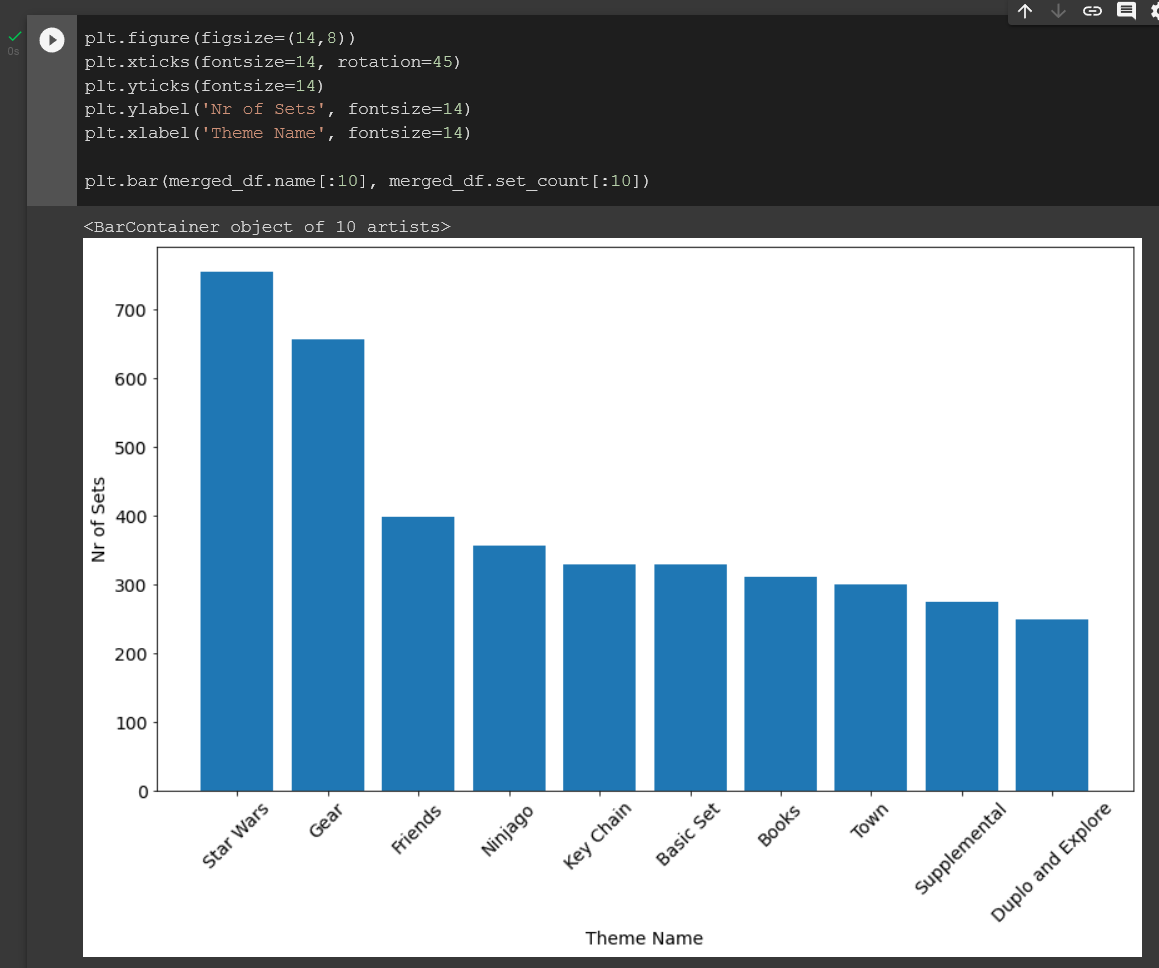 plt.figure(figsize=(14,8))
0s
plt.xticks(fontsize=14, rotation=45)
plt.yticks(fontsize=14)
plt.ylabel('Nr of Sets', fontsize=14)
plt.xlabel('Theme Name', fontsize=14)
plt.bar(merged_df.name[:10], merged_df.set_count[:10])
<BarContainer object of 10 artists>
700
600
500
400
300
200
100
0
Nr of Sets
Star Wars
Gear
Friends
Ninjago
Key Chain
Basic Set
Books
Town
Supplemental
Duplo and Explore
Theme Name